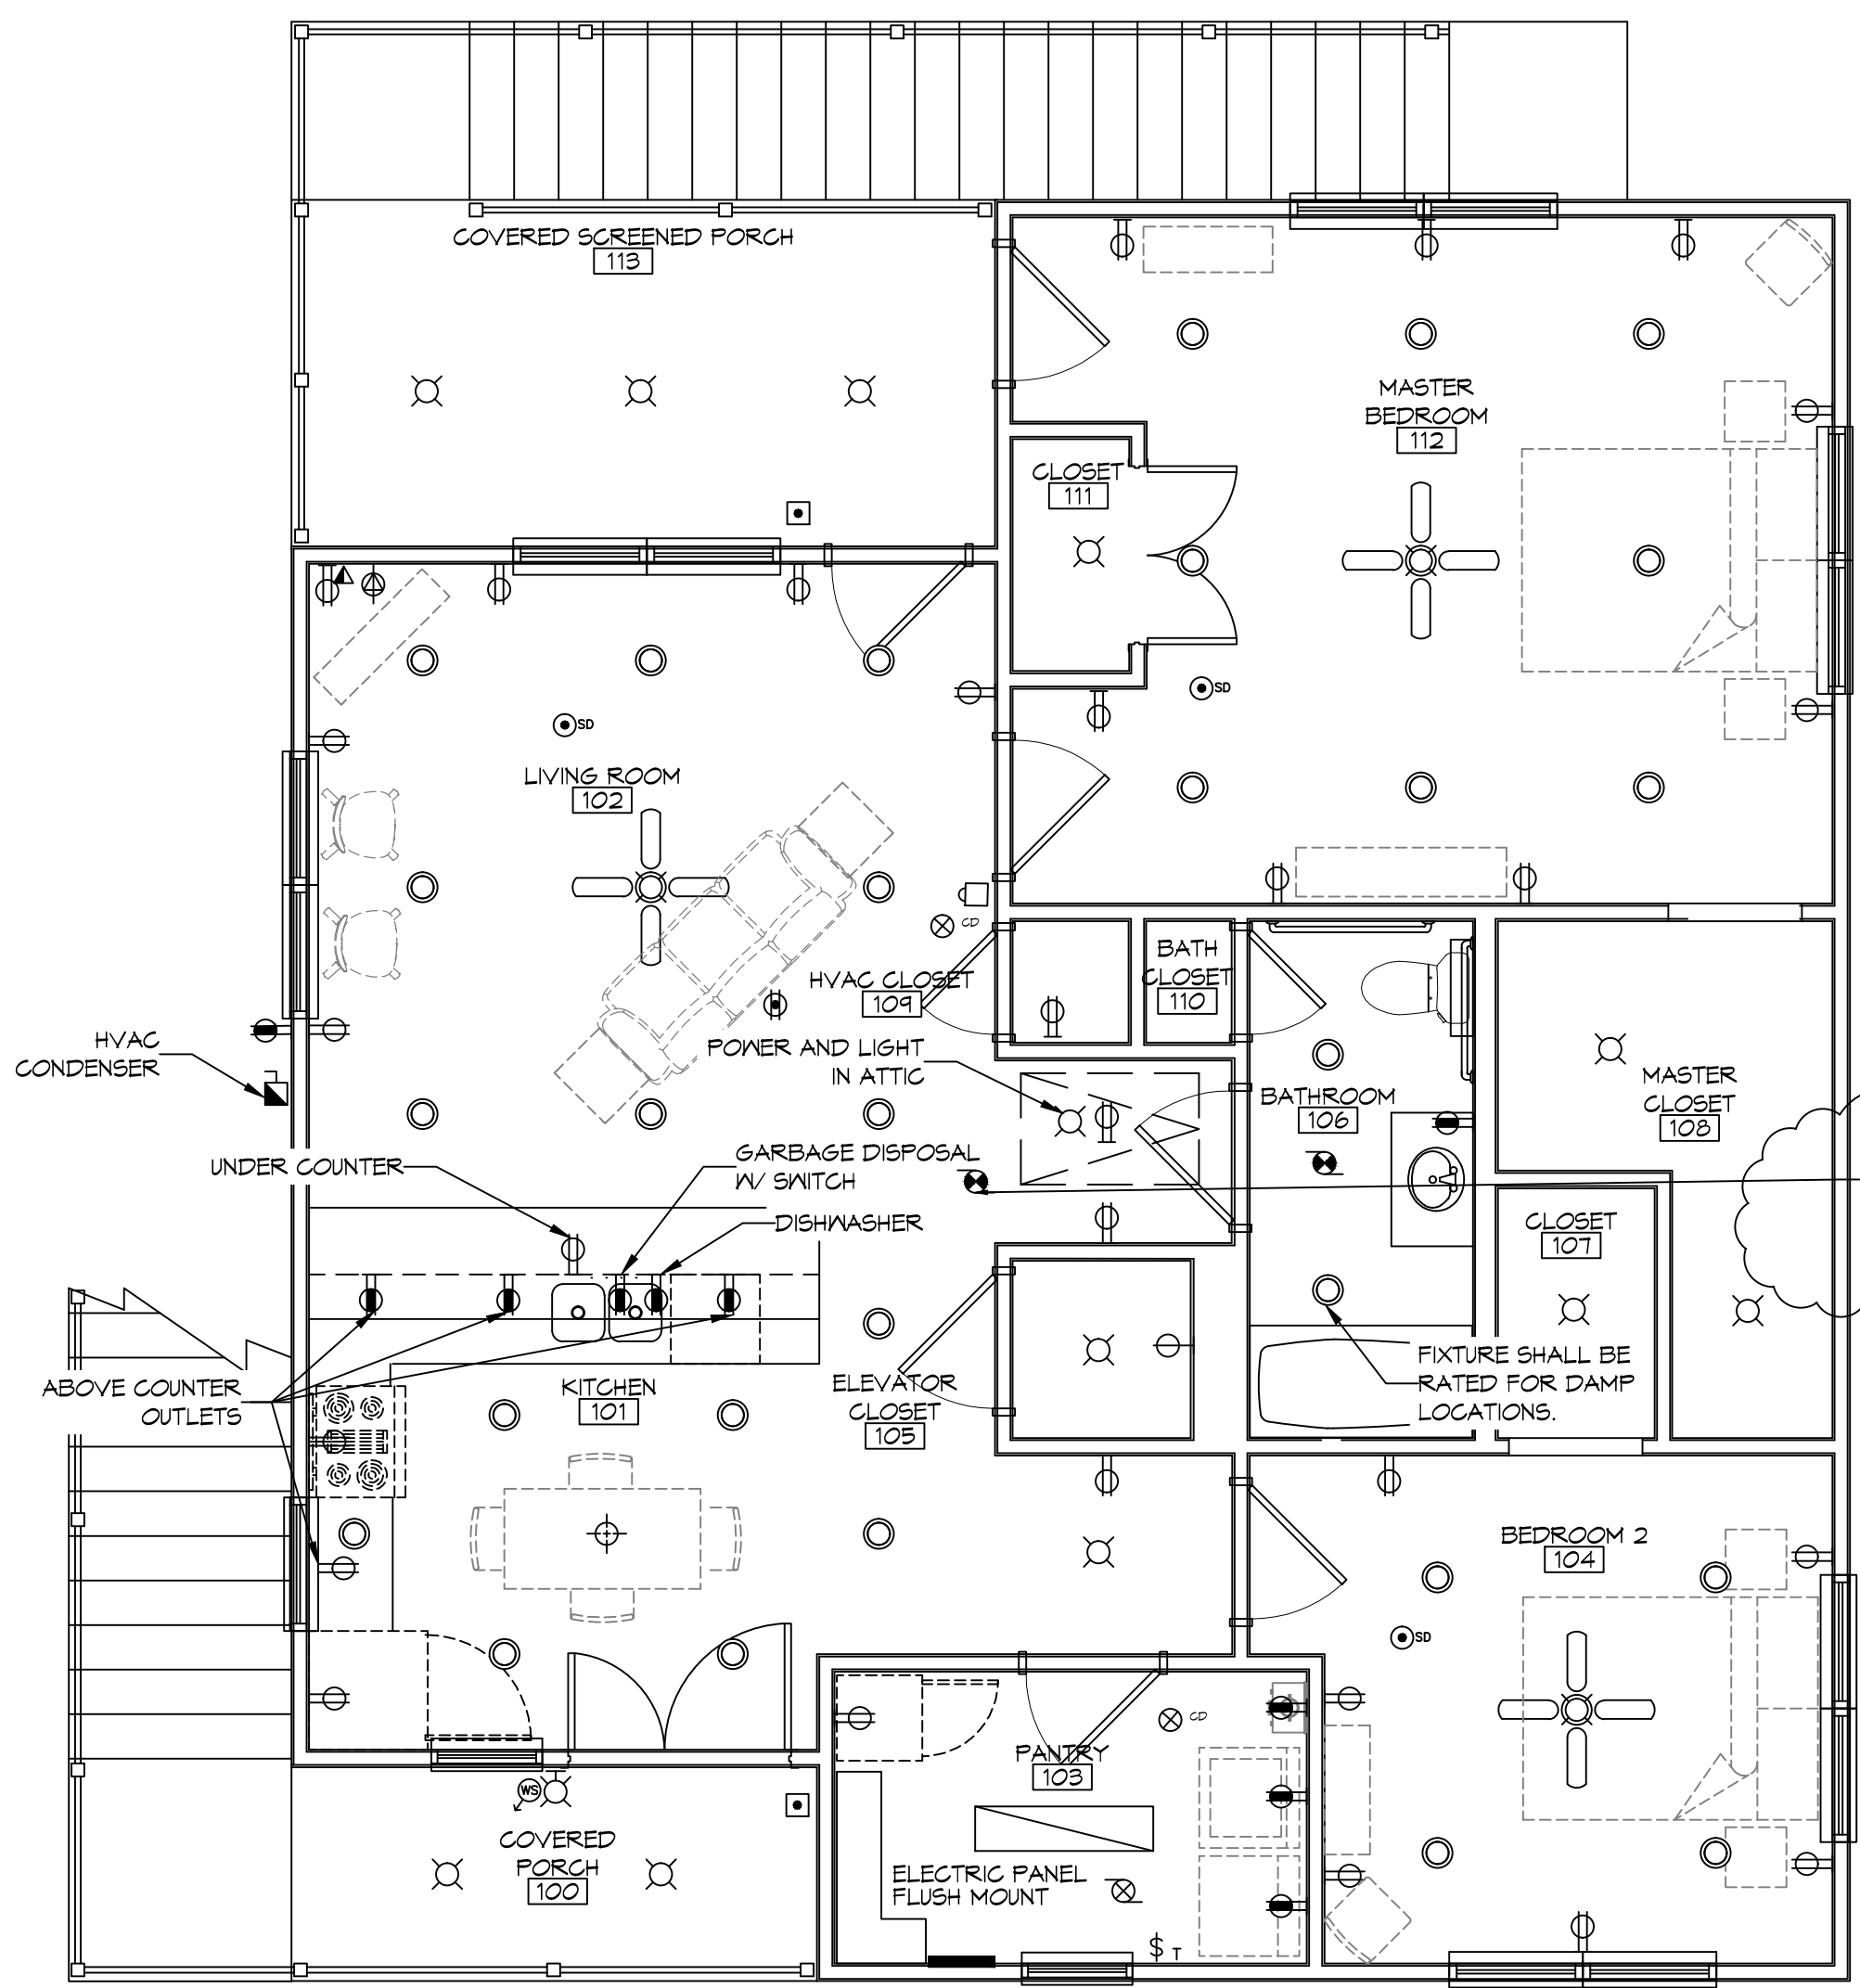 COVERED SCREENED PORCH
113
MASTER
BEDROOM
112
CLOSET
111
SD
SD
LIVING ROOM
102
CD
HVAC CLOSET
109
BATH
CLOSET
110
HVAC
CONDENSER
POWER AND LIGHT
IN ATTIC
BATHROOM
106
MASTER
CLOSET
108
UNDER COUNTER
GARBAGE DISPOSAL
W/ SWITCH
DISHWASHER
CLOSET
107
ABOVE COUNTER
OUTLETS
KITCHEN
101
ELEVATOR
CLOSET
105
FIXTURE SHALL BE
RATED FOR DAMP
LOCATIONS.
BEDROOM 2
104
SD
CD
PANTRY
103
WS
COVERED
PORCH
100
ELECTRIC PANEL
FLUSH MOUNT
$ T